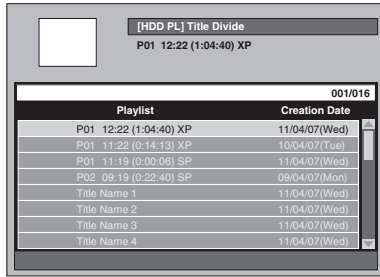 [HDD PL] Title Divide
P01 12:22 (1:04:40) XP
001/016
Playlist Creation Date
P01 12:22 (1:04:40) XP 11/04/07(Wed)
P01 11:22 (0:14:13) XP 10/04/07(Tue)
P01 11:19 (0:00:06) SP 11/04/07(Wed)
P02 09:19 (0:22:40) SP 09/04/07(Mon)
Title Name 1 11/04/07(Wed)
Title Name 2 11/04/07(Wed)
Title Name 3 11/04/07(Wed)
Title Name 4 11/04/07(Wed)